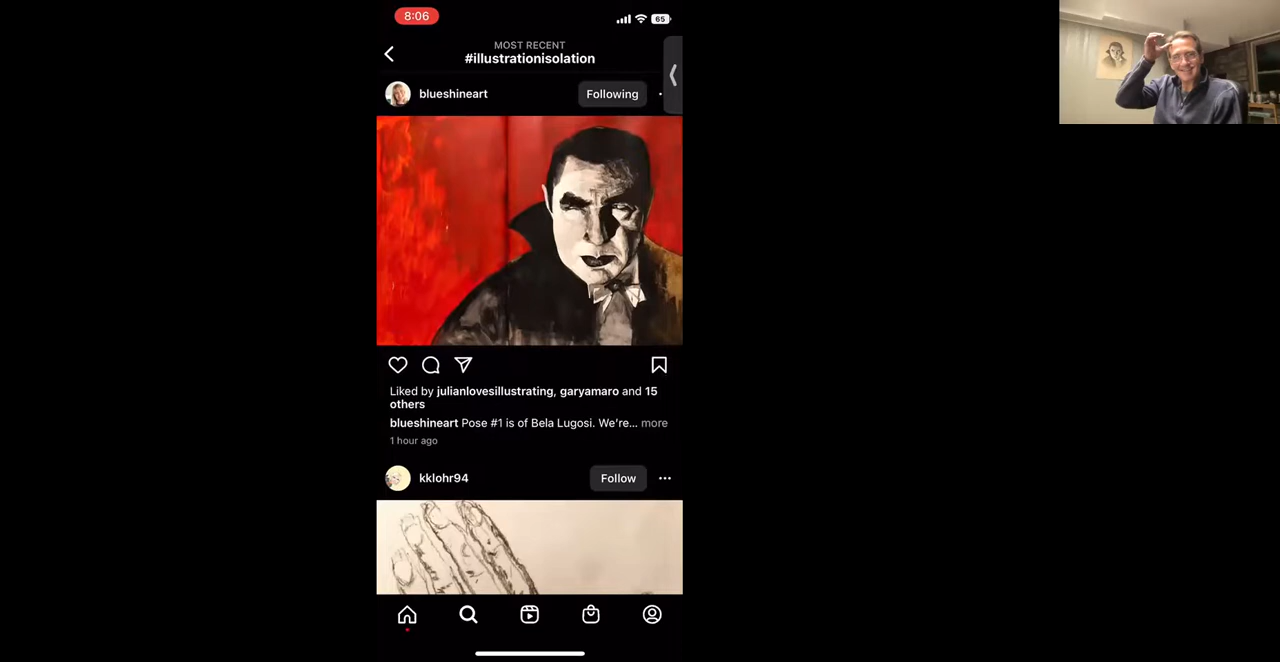 8:06
65
MOST RECENT
#illustrationisolation
blueshineart
Following
Liked by julianlovesillustrating, garyamaro and 15
others
blueshineart Pose #1 is of Bela Lugosi. We’re... more
1 hour ago
kklohr94
Follow